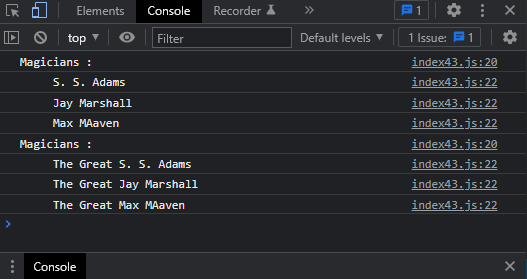 Elements Console Recorder 1
top Filter Default levels 1 Issue: 1
Magicians : index43.js:20
S. S. Adams index43.js:22
Jay Marshall index43.js:22
Max MAaven index43.js:22
Magicians : index43.js:20
The Great S. S. Adams index43.js:22
The Great Jay Marshall index43.js:22
The Great Max MAaven index43.js:22
Console